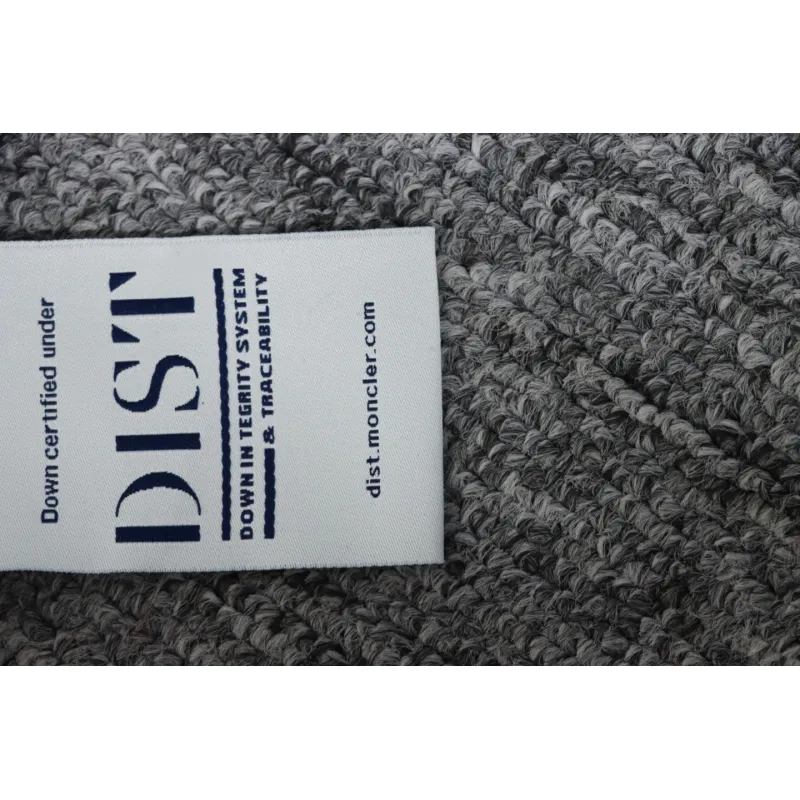 Down certified under
DIST
DOWN IN TEGRITY SYSTEM
& TRACEABILITY
dist.moncler.com